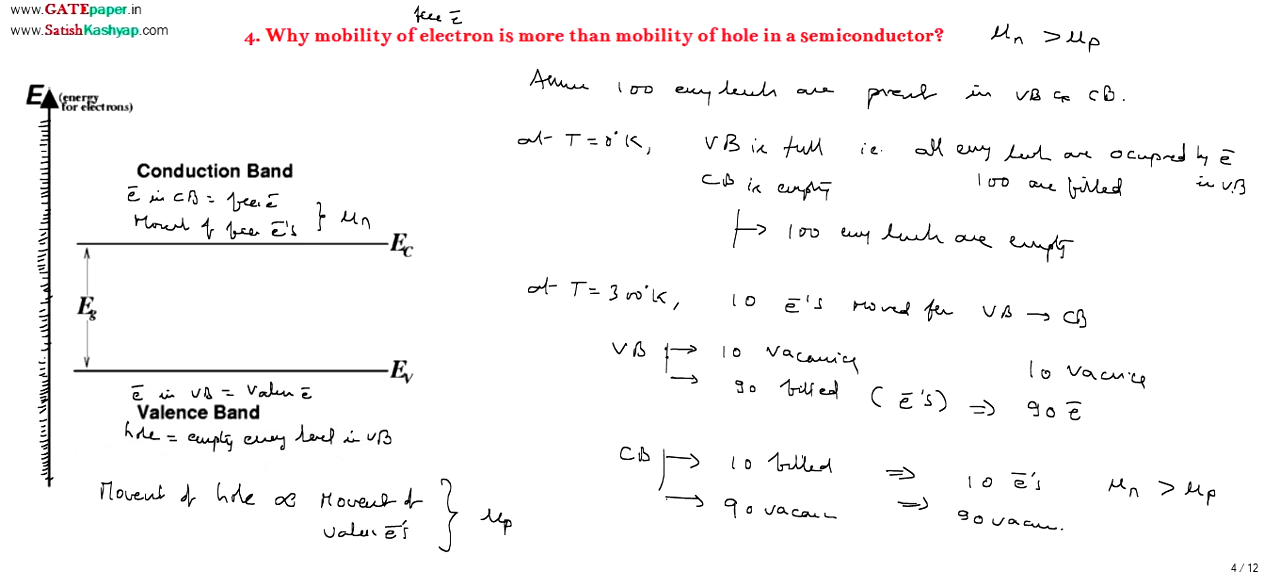 www.GATEpaper.in
www.SatishKashyap.com
free ē
4. Why mobility of electron is more than mobility of hole in a semiconductor?
μn > μp
E (energy for electrons)
Conduction Band
ē in CB = free ē
Movement of free ē's } μn
Ec
Eg
Ev
ē in VB = valen ē
Valence Band
hole = empty energy level in VB
Movement of hole ∝ Movement of
valen ē's } μp
Assume 100 energy levels are present in VB & CB.
at T = 0°K, VB is full i.e. all energy levels are occupied by ē
in VB
CB is empty 100 are filled
→ 100 energy levels are empty
at T = 300°K, 10 ē's moved from VB → CB
VB → 10 vacancies 10 vacancies
→ 90 filled (ē's) ⇒ 90 ē
CB → 10 filled ⇒ 10 ē's μn > μp
→ 90 vacan ⇒ 90 vacan.
4 / 12